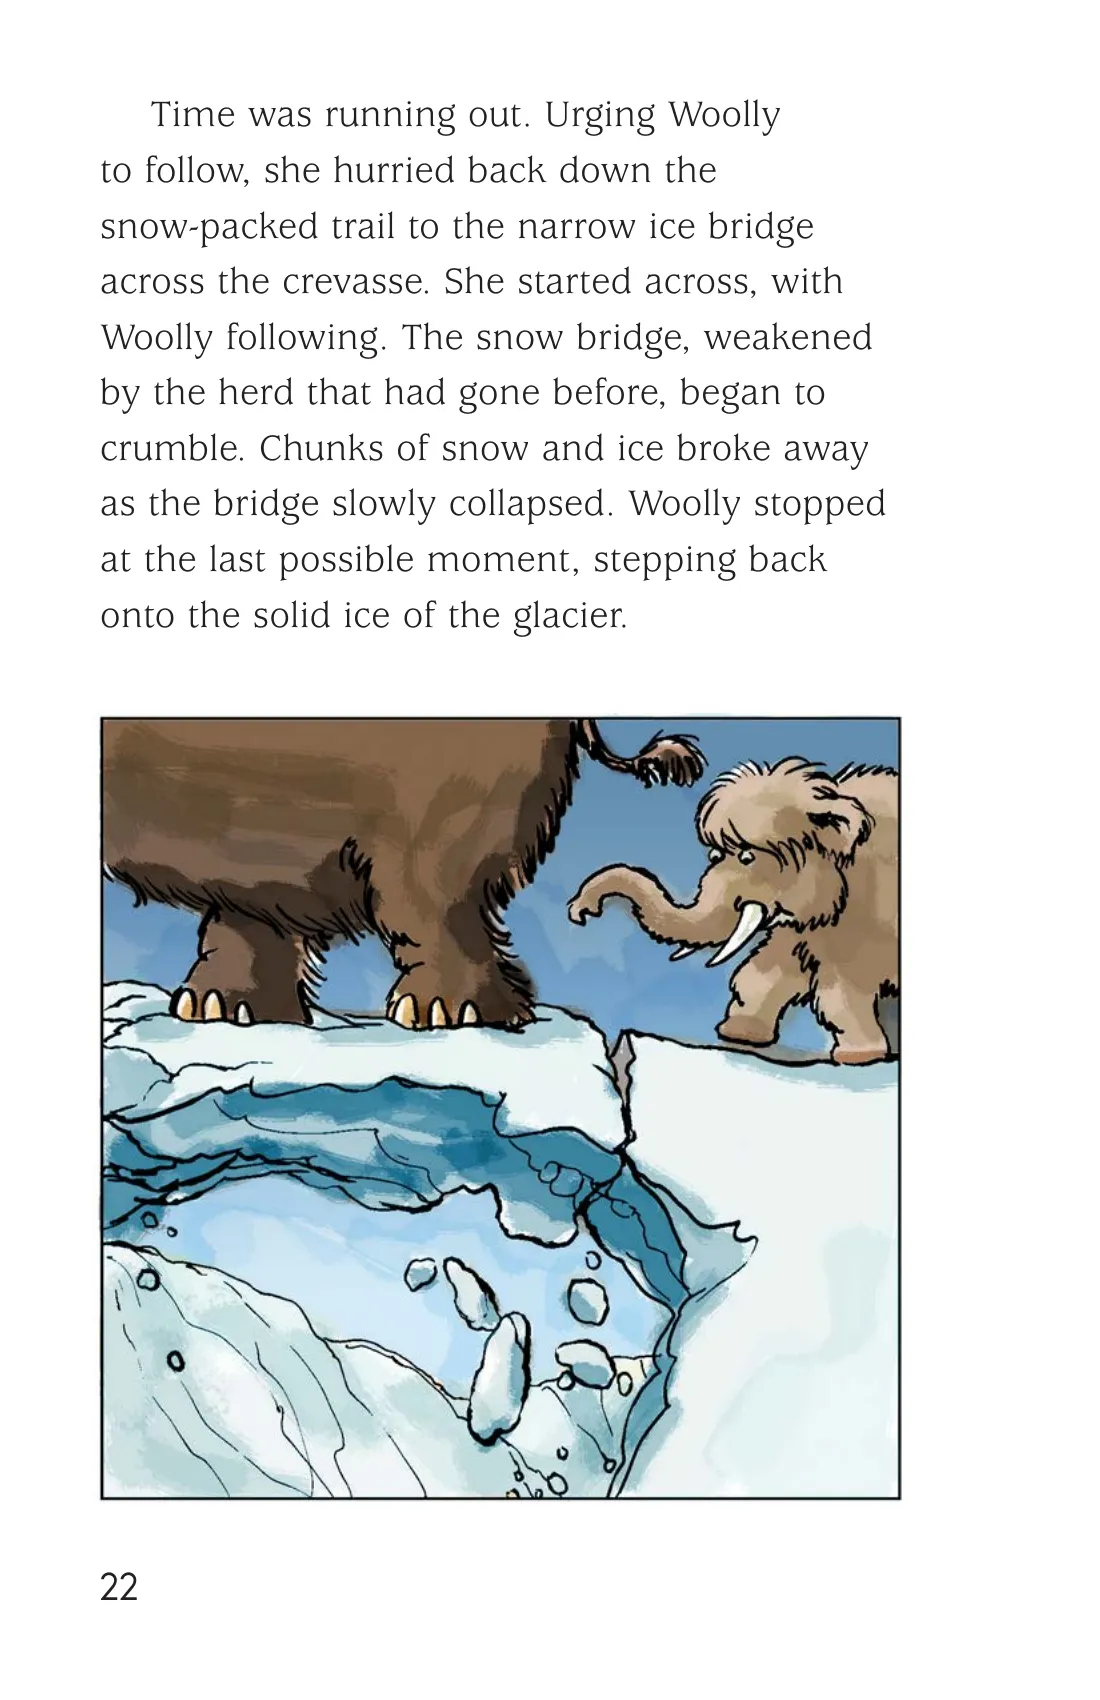 Time was running out. Urging Woolly
to follow, she hurried back down the
snow-packed trail to the narrow ice bridge
across the crevasse. She started across, with
Woolly following. The snow bridge, weakened
by the herd that had gone before, began to
crumble. Chunks of snow and ice broke away
as the bridge slowly collapsed. Woolly stopped
at the last possible moment, stepping back
onto the solid ice of the glacier.
22